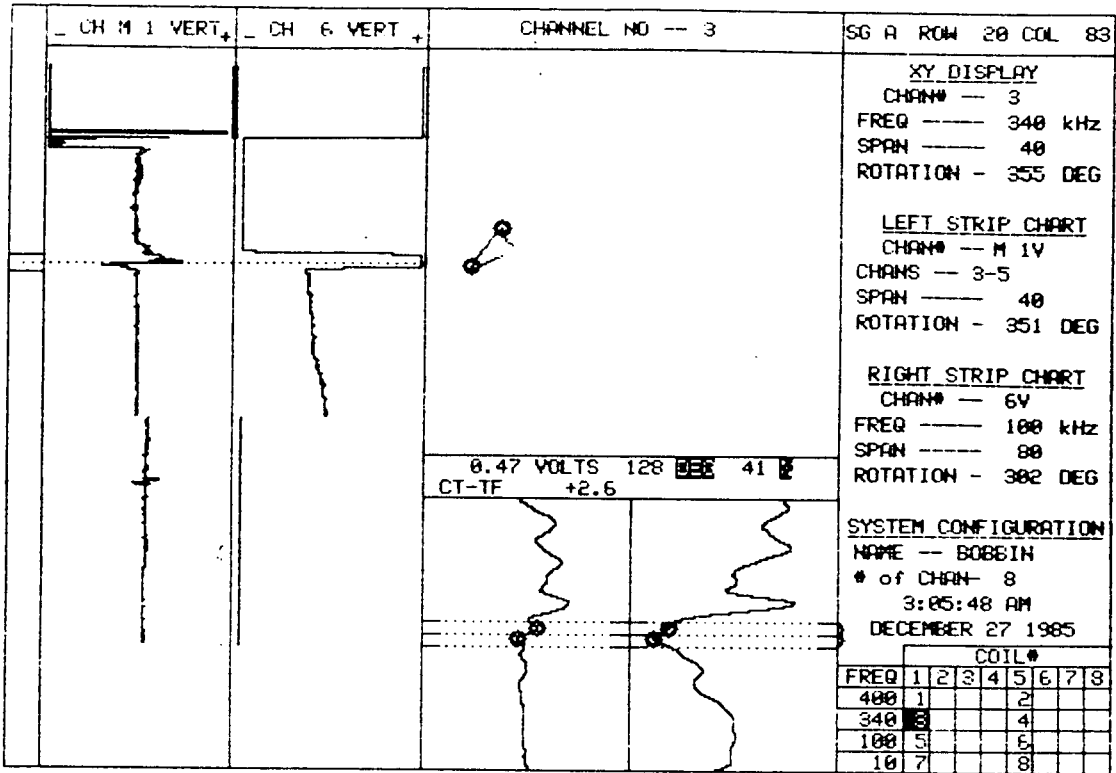 _ CH M 1 VERT +
_ CH 6 VERT +
CHANNEL NO -- 3
SG A ROW 20 COL 83
XY DISPLAY
CHAN# -- 3
FREQ ----- 340 kHz
SPAN ----- 40
ROTATION - 355 DEG
LEFT STRIP CHART
CHAN# -- M 1V
CHANS -- 3-5
SPAN ----- 40
ROTATION - 351 DEG
RIGHT STRIP CHART
CHAN# -- 6V
FREQ ----- 100 kHz
SPAN ----- 80
ROTATION - 302 DEG
0.47 VOLTS 128 DEG 41
CT-TF +2.6
SYSTEM CONFIGURATION
NAME -- BOBBIN
# of CHAN- 8
3:05:48 AM
DECEMBER 27 1985
COIL#
FREQ 1 2 3 4 5 6 7 8
400 1 2
340 3 4
100 5 6
10 7 8